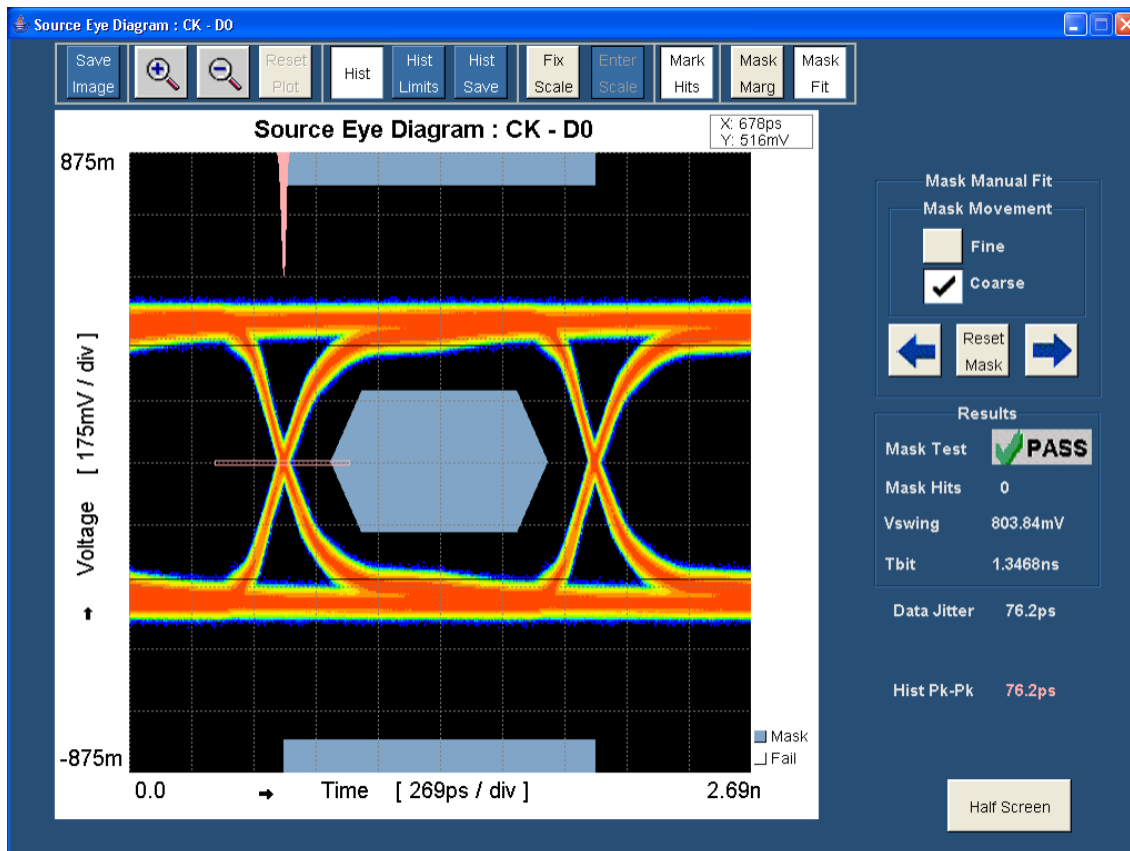 Source Eye Diagram : CK - D0
Save Image
Reset Plot
Hist
Hist Limits
Hist Save
Fix Scale
Enter Scale
Mark Hits
Mask Marg
Mask Fit
Source Eye Diagram : CK - D0
X: 678ps
Y: 516mV
875m
Voltage [ 175mV / div ]
-875m
0.0
Time [ 269ps / div ]
2.69n
Mask
Fail
Mask Manual Fit
Mask Movement
Fine
Coarse
Reset Mask
Results
Mask Test PASS
Mask Hits 0
Vswing 803.84mV
Tbit 1.3468ns
Data Jitter 76.2ps
Hist Pk-Pk 76.2ps
Half Screen